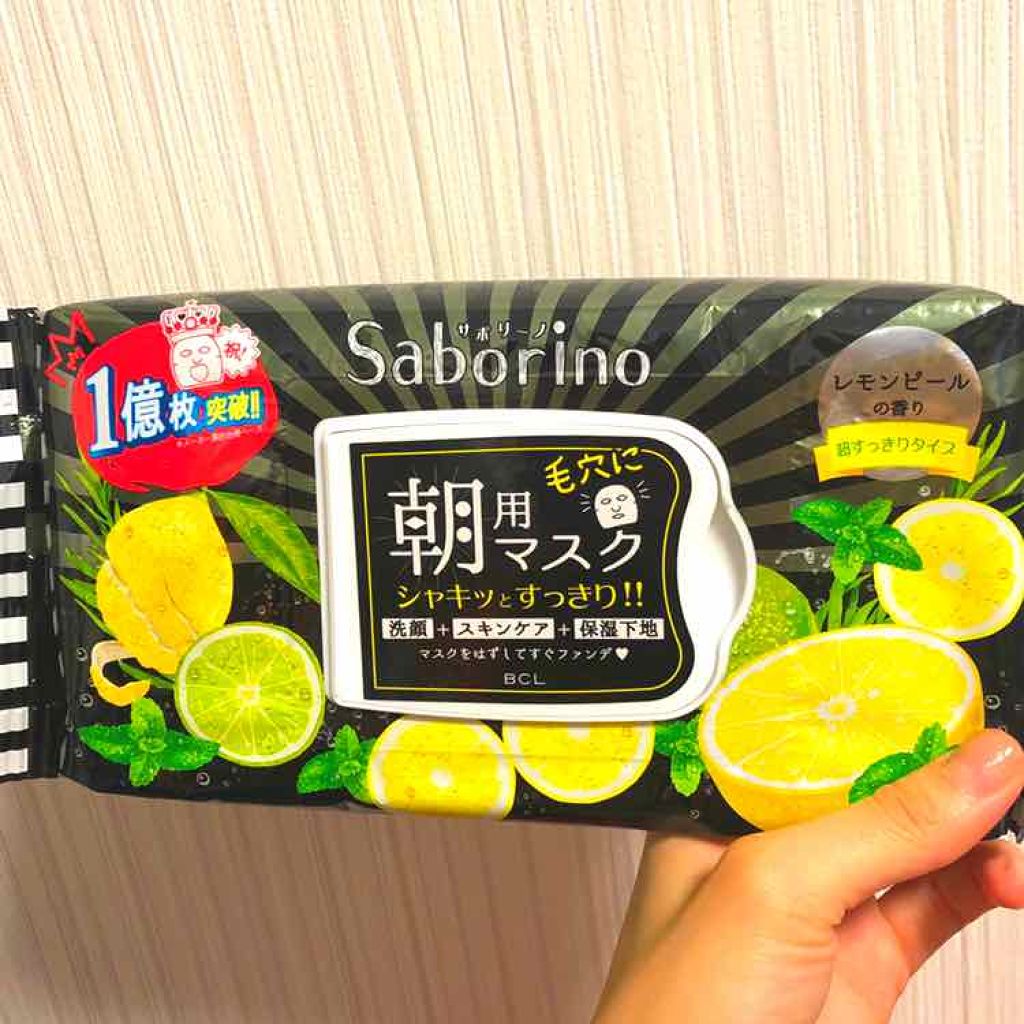 サボリーノ
Saborino
祝!
1億枚突破!!
レモンピール
の香り
超すっきりタイプ
毛穴に
朝用
マスク
シャキッとすっきり!!
洗顔+スキンケア+保湿下地
マスクをはずしてすぐファンデ♥
BCL